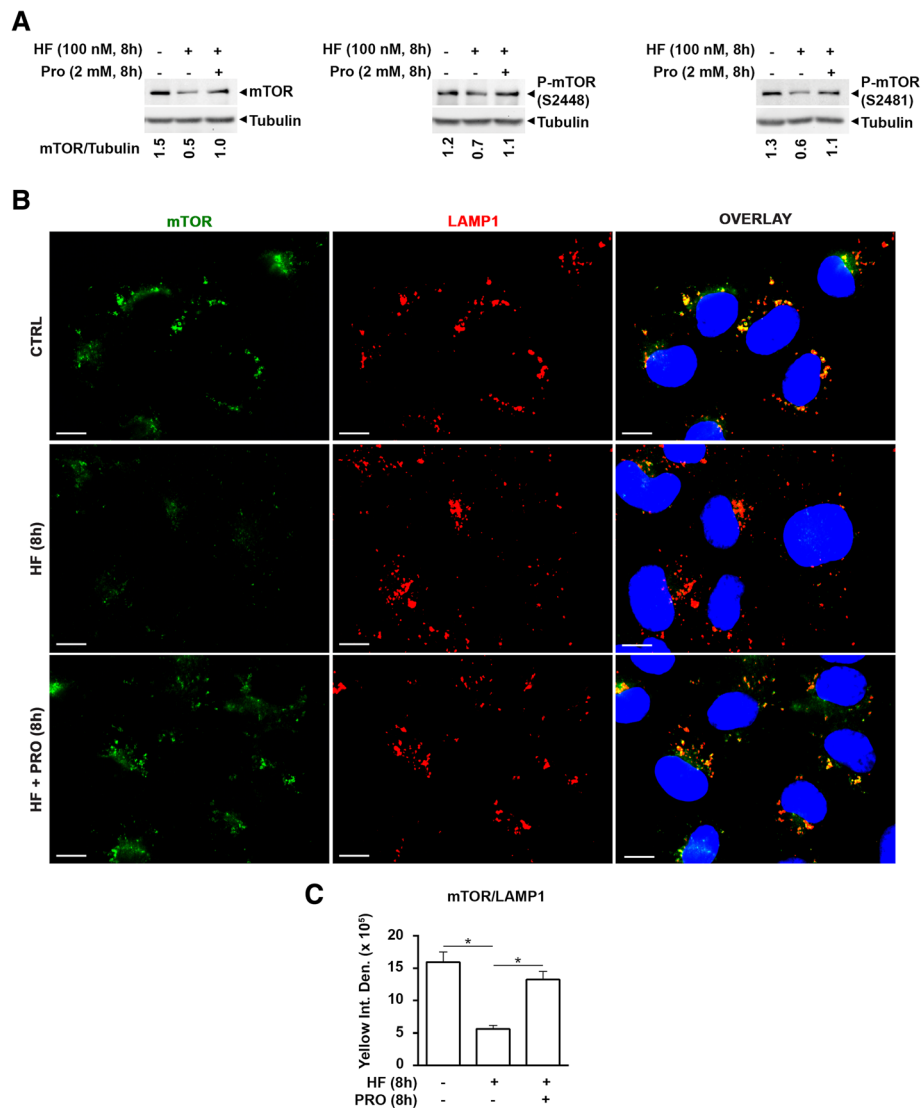 A
HF (100 nM, 8h) - + +
Pro (2 mM, 8h) - - +
mTOR
Tubulin
mTOR/Tubulin 1.5 0.5 1.0
HF (100 nM, 8h) - + +
Pro (2 mM, 8h) - - +
P-mTOR
(S2448)
Tubulin
1.2 0.7 1.1
HF (100 nM, 8h) - + +
Pro (2 mM, 8h) - - +
P-mTOR
(S2481)
Tubulin
1.3 0.6 1.1
B
mTOR LAMP1 OVERLAY
CTRL
HF (8h)
HF + PRO (8h)
C
mTOR/LAMP1
Yellow Int. Den. (x 10⁵)
20
15
10
5
0
* *
HF (8h) - + +
PRO (8h) - - +